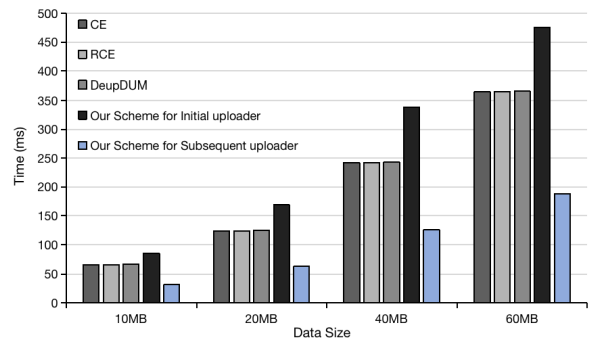 500
450
400
350
300
250
200
150
100
50
0
Time (ms)
CE
RCE
DeupDUM
Our Scheme for Initial uploader
Our Scheme for Subsequent uploader
10MB 20MB 40MB 60MB
Data Size